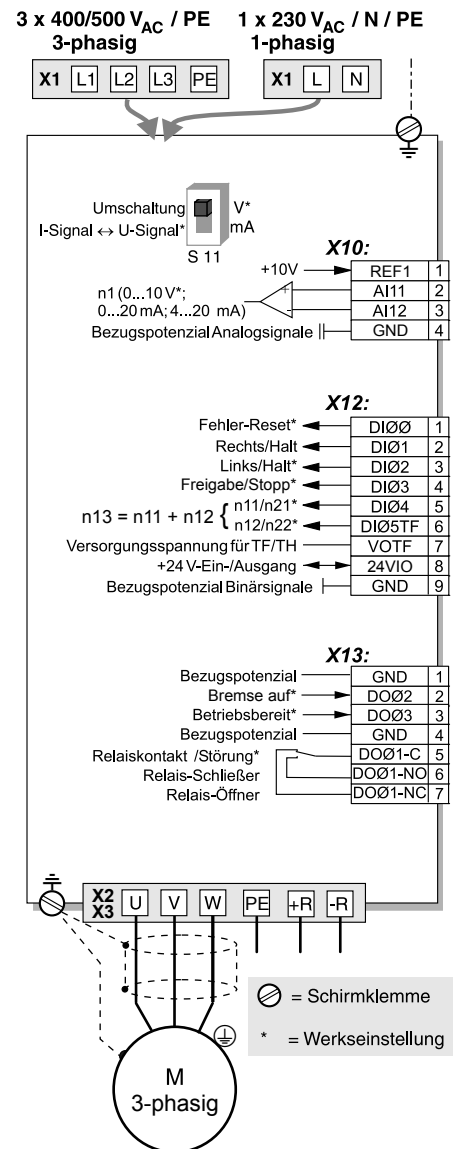 3 x 400/500 VAC / PE
3-phasig
1 x 230 VAC / N / PE
1-phasig
X1 L1 L2 L3 PE
X1 L N
Umschaltung
I-Signal ↔ U-Signal*
V*
mA
S 11
X10:
+10V REF1 1
n1 (0...10 V*; AI11 2
0...20 mA; 4...20 mA) AI12 3
Bezugspotenzial Analogsignale GND 4
+
-
X12:
Fehler-Reset* DIØØ 1
Rechts/Halt DIØ1 2
Links/Halt* DIØ2 3
Freigabe/Stopp* DIØ3 4
n13 = n11 + n12 {
n11/n21* DIØ4 5
n12/n22* DIØ5TF 6
Versorgungsspannung für TF/TH VOTF 7
+24 V-Ein-/Ausgang 24VIO 8
Bezugspotenzial Binärsignale GND 9
X13:
Bezugspotenzial GND 1
Bremse auf* DOØ2 2
Betriebsbereit* DOØ3 3
Bezugspotenzial GND 4
Relaiskontakt /Störung* DOØ1-C 5
Relais-Schließer DOØ1-NO 6
Relais-Öffner DOØ1-NC 7
X2
X3
U V W PE +R -R
= Schirmklemme
* = Werkseinstellung
M
3-phasig